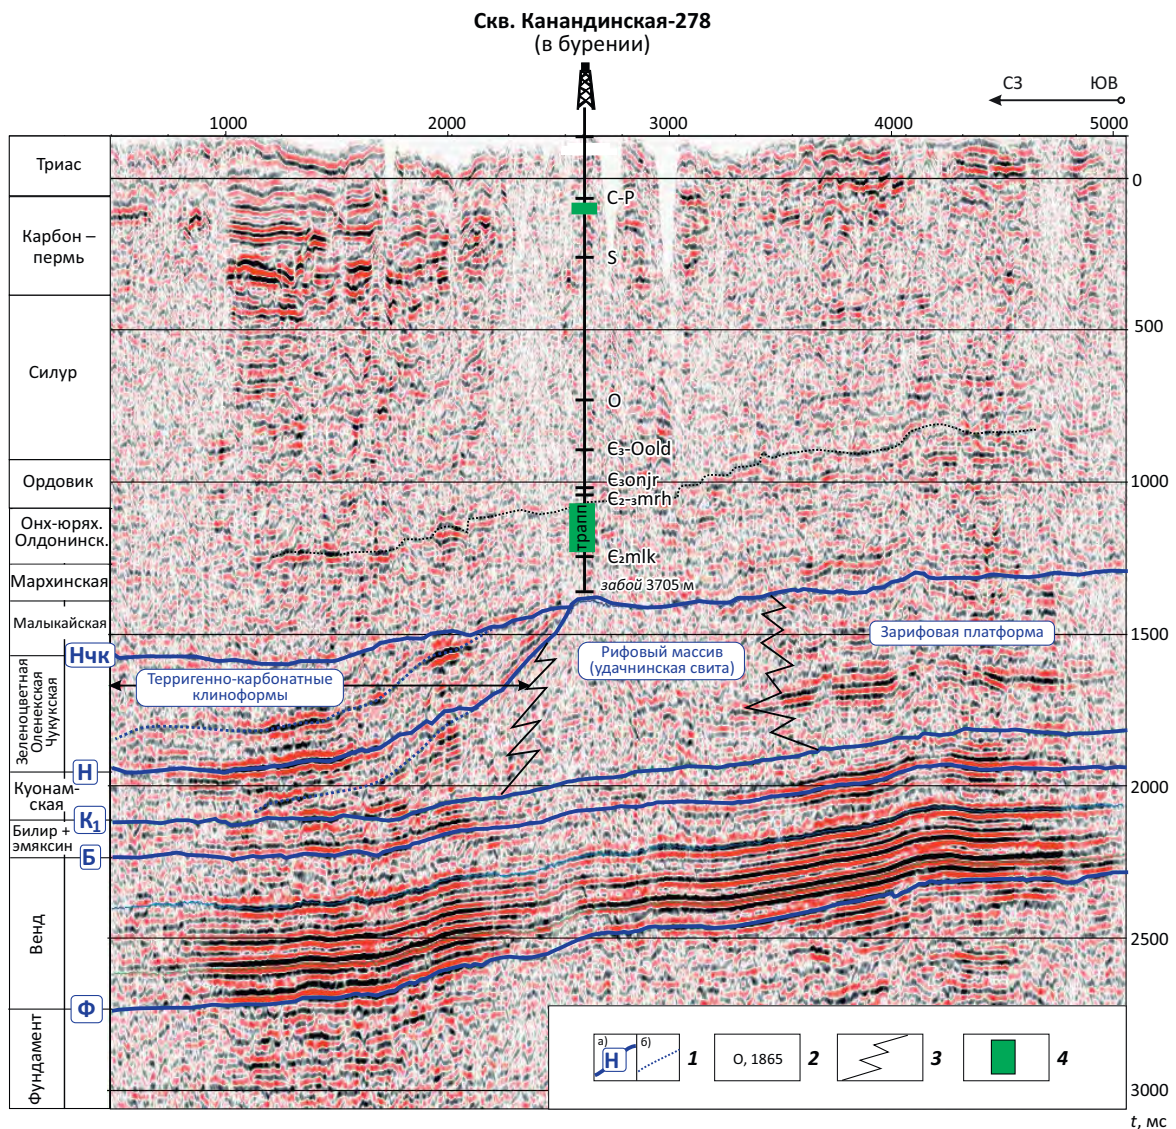 Скв. Канандинская-278
(в бурении)
СЗ ЮВ
1000 2000 3000 4000 5000
Триас
Карбон –
пермь
Силур
Ордовик
Онх-юрях.
Олдонинск.
Мархинская
Малыкайская
Зеленоцветная
Оленекская
Чукукская
Куонам-
ская
Билир +
эмяксин
Венд
Фундамент
Нчк
Н
К₁
Б
Ф
С-Р
S
О
Є₃-Oold
Є₃onjr
Є₂-₃mrh
трапп
Є₂mlk
забой 3705 м
Терригенно-карбонатные
клиноформы
Рифовый массив
(удачнинская свита)
Зарифовая платформа
0
500
1000
1500
2000
2500
3000
t, мс
а) Н б) 1
О, 1865 2
3
4